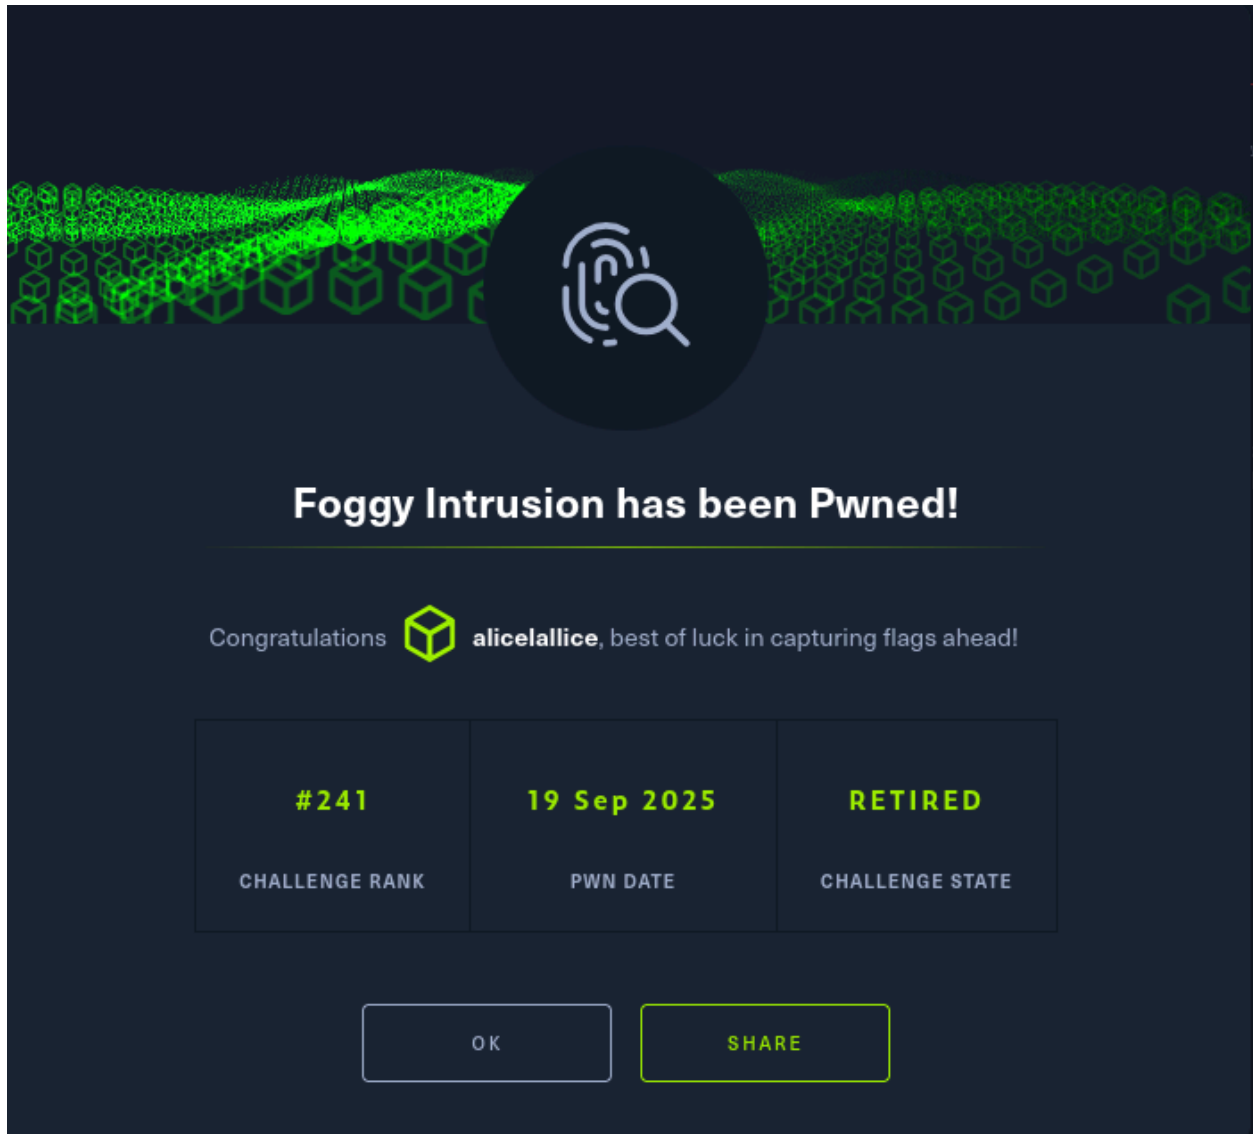 Foggy Intrusion has been Pwned!
Congratulations alicelallice, best of luck in capturing flags ahead!
#241 19 Sep 2025 RETIRED
CHALLENGE RANK PWN DATE CHALLENGE STATE
OK SHARE